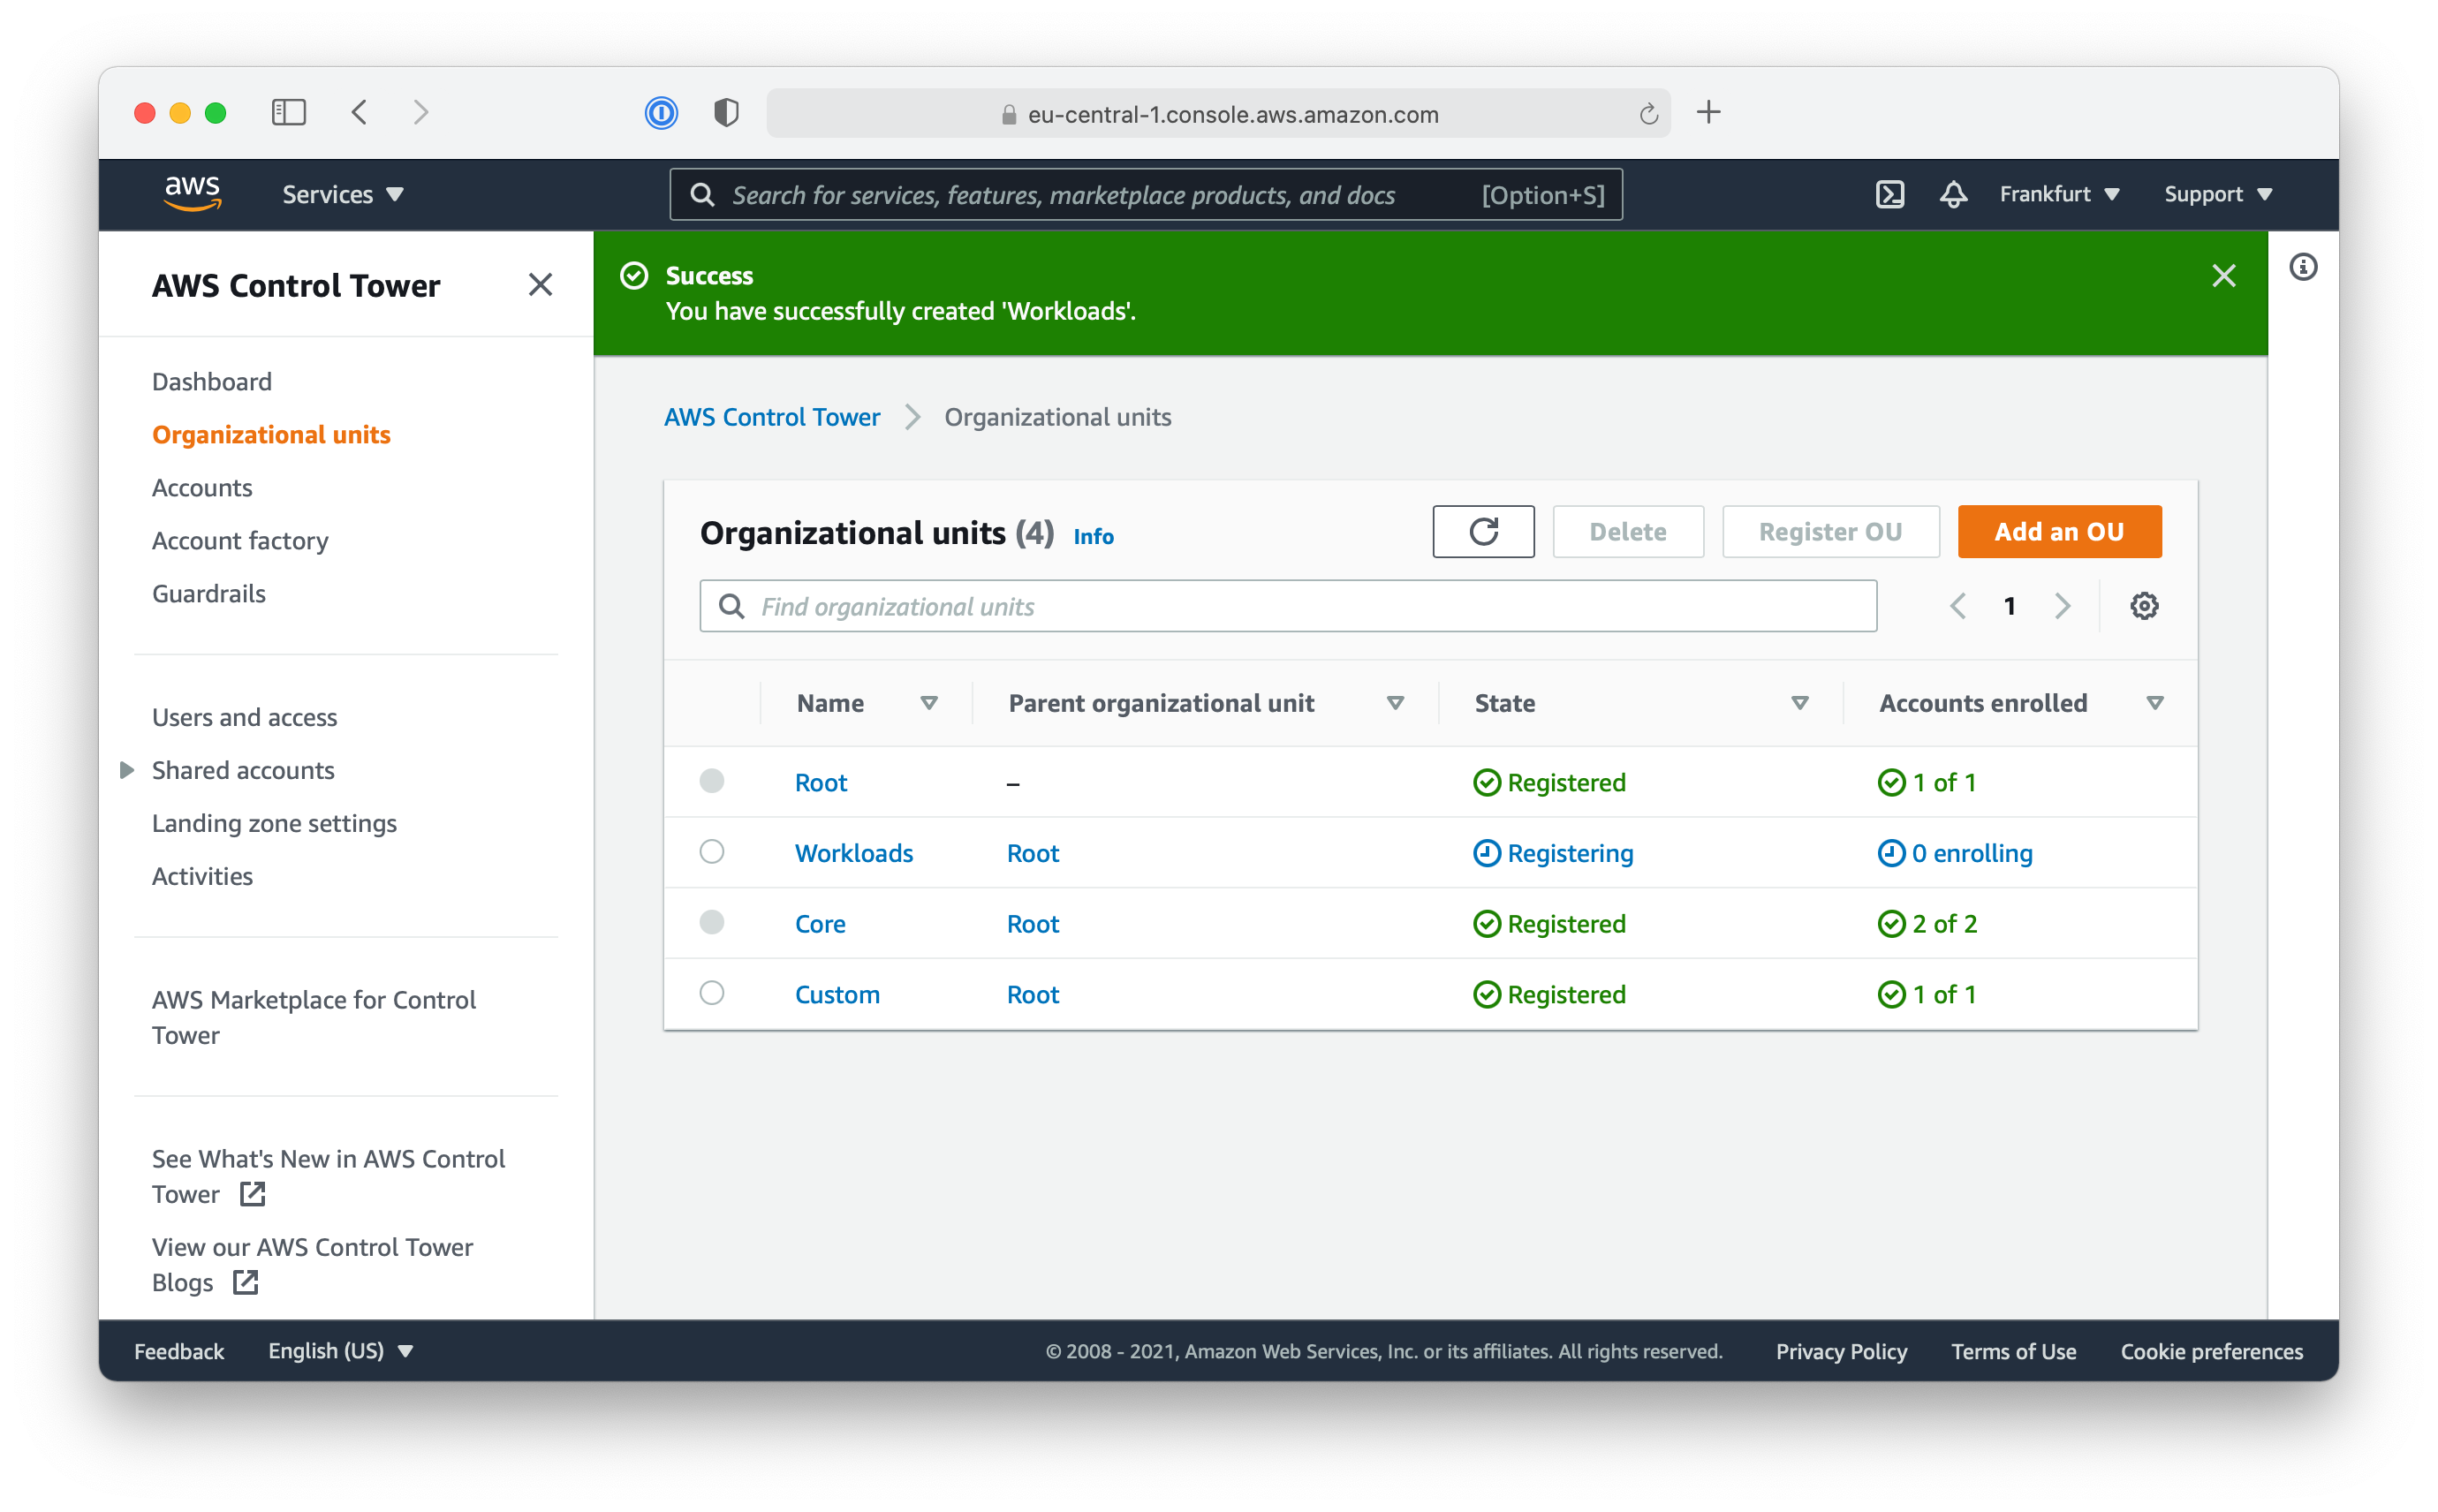 eu-central-1.console.aws.amazon.com
aws Services Search for services, features, marketplace products, and docs [Option+S] Frankfurt Support
AWS Control Tower
Dashboard
Organizational units
Accounts
Account factory
Guardrails
Users and access
Shared accounts
Landing zone settings
Activities
AWS Marketplace for Control
Tower
See What's New in AWS Control
Tower
View our AWS Control Tower
Blogs
Success
You have successfully created 'Workloads'.
AWS Control Tower Organizational units
Organizational units (4) Info Delete Register OU Add an OU
Find organizational units 1
Name Parent organizational unit State Accounts enrolled
Root – Registered 1 of 1
Workloads Root Registering 0 enrolling
Core Root Registered 2 of 2
Custom Root Registered 1 of 1
Feedback English (US) © 2008 - 2021, Amazon Web Services, Inc. or its affiliates. All rights reserved. Privacy Policy Terms of Use Cookie preferences